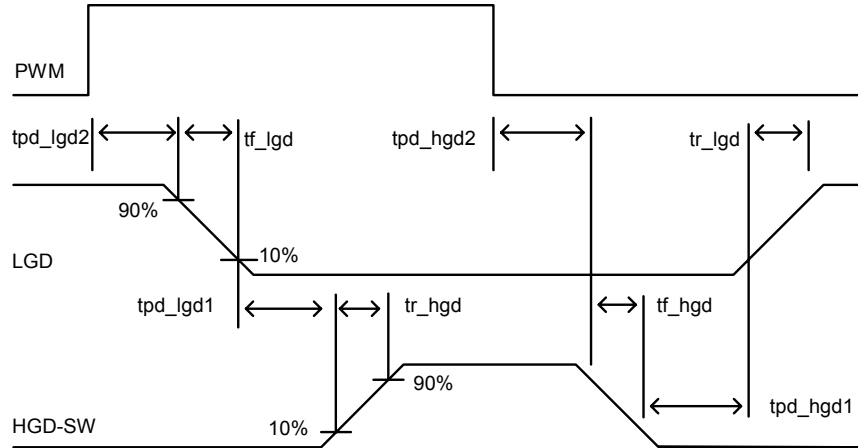 PWM
tpd_lgd2
tf_lgd
tpd_hgd2
tr_lgd
90%
LGD
10%
tpd_lgd1
tr_hgd
tf_hgd
90%
tpd_hgd1
10%
HGD-SW